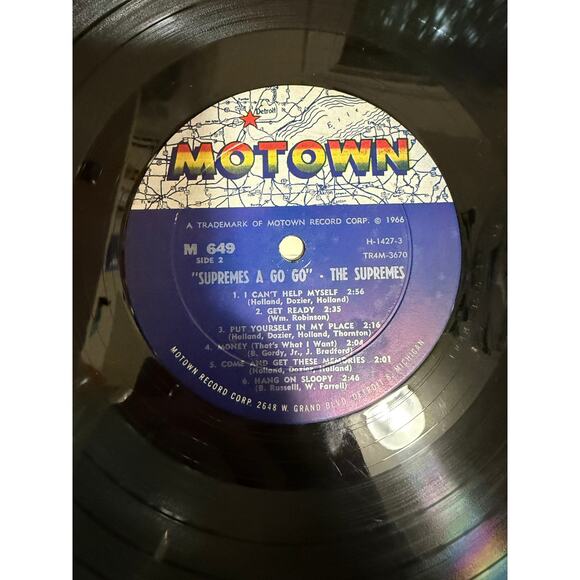 Detroit
Erie
MOTOWN
A TRADEMARK OF MOTOWN RECORD CORP. © 1966
M 649
SIDE 2
H-1427-3
TR4M-3670
"SUPREMES A GO GO" - THE SUPREMES
1. I CAN'T HELP MYSELF 2:56
(Holland, Dozier, Holland)
2. GET READY 2:35
(Wm. Robinson)
3. PUT YOURSELF IN MY PLACE 2:16
(Holland, Dozier, Holland, Thornton)
4. MONEY (That's What I Want) 2:04
(B. Gordy, Jr., J. Bredford)
5. COME AND GET THESE MEMORIES 2:01
(Holland, Dozier, Holland)
6. HANG ON SLOOPY 2:46
(B. Russell, W. Farrell)
MOTOWN RECORD CORP. 2648 W. GRAND BLVD. DETROIT 8, MICHIGAN